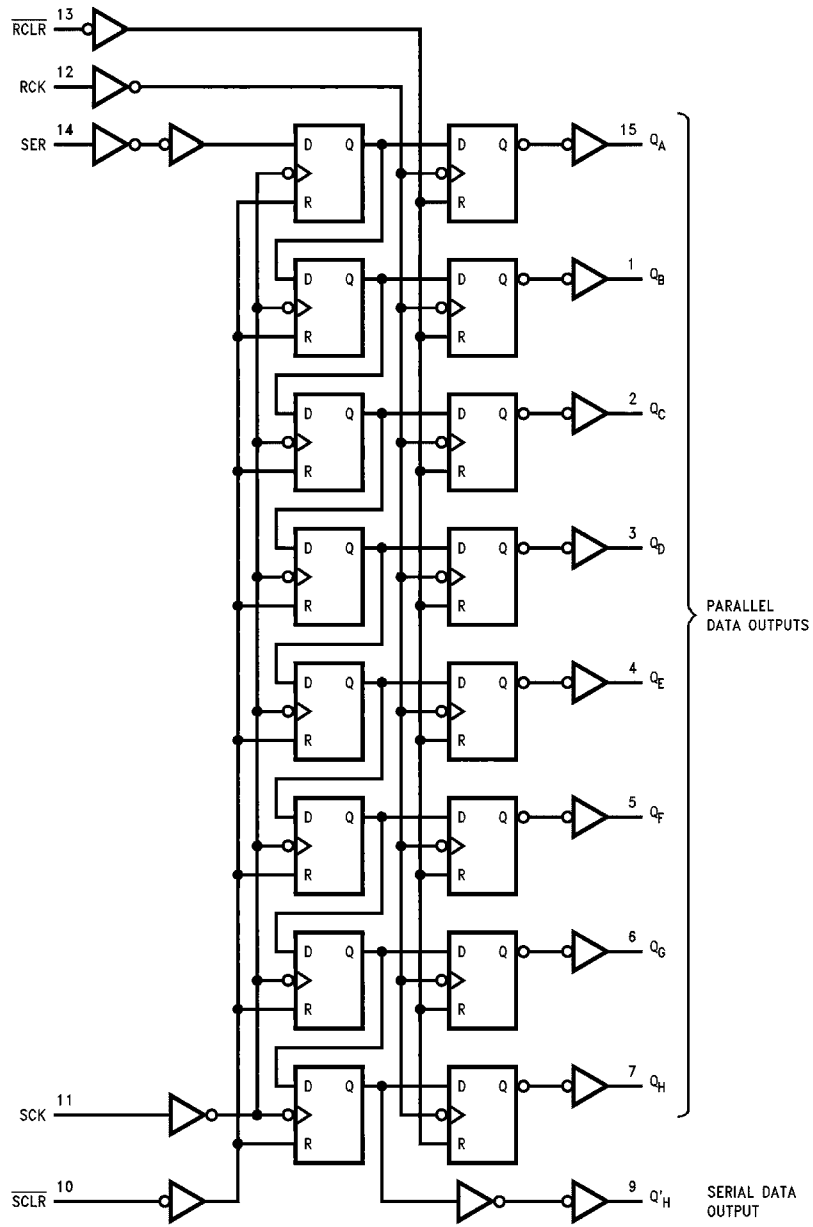 RCLR 13
RCK 12
SER 14
D Q D Q 15 QA
R R
D Q D Q 1 QB
R R
D Q D Q 2 QC
R R
D Q D Q 3 QD
R R
PARALLEL
DATA OUTPUTS
D Q D Q 4 QE
R R
D Q D Q 5 QF
R R
D Q D Q 6 QG
R R
D Q D Q 7 QH
SCK 11
R R
SCLR 10
9 Q'H
SERIAL DATA
OUTPUT